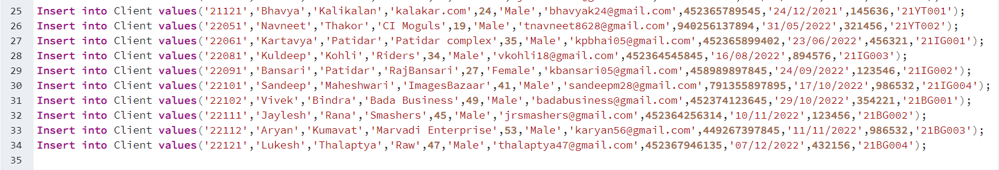 25 Insert into Client values('21121','Bhavya','Kalikalan','kalakar.com',24,'Male','bhavyak24@gmail.com',452365789545,'24/12/2021',145636,'21YT001');
26 Insert into Client values('22051','Navneet','Thakor','CI Moguls',19,'Male','tnavneet8628@gmail.com',940256137894,'31/05/2022',321456,'21YT002');
27 Insert into Client values('22061','Kartavya','Patidar','Patidar complex',35,'Male','kpbhai05@gmail.com',452365899402,'23/06/2022',456321,'21IG001');
28 Insert into Client values('22081','Kuldeep','Kohli','Riders',34,'Male','vkohli18@gmail.com',452364545845,'16/08/2022',894576,'21IG003');
29 Insert into Client values('22091','Bansari','Patidar','RajBansari',27,'Female','kbansari05@gmail.com',458989897845,'24/09/2022',123546,'21IG002');
30 Insert into Client values('22101','Sandeep','Maheshwari','ImagesBazaar',41,'Male','sandeepm28@gmail.com',791355897895,'17/10/2022',986532,'21IG004');
31 Insert into Client values('22102','Vivek','Bindra','Bada Business',49,'Male','badabusiness@gmail.com',452374123645,'29/10/2022',354221,'21BG001');
32 Insert into Client values('22111','Jaylesh','Rana','Smashers',45,'Male','jrsmashers@gmail.com',452364256314,'10/11/2022',123456,'21BG002');
33 Insert into Client values('22112','Aryan','Kumavat','Marvadi Enterprise',53,'Male','karyan56@gmail.com',449267397845,'11/11/2022',986532,'21BG003');
34 Insert into Client values('22121','Lukesh','Thalaptya','Raw',47,'Male','thalaptya47@gmail.com',452367946135,'07/12/2022',432156,'21BG004');
35